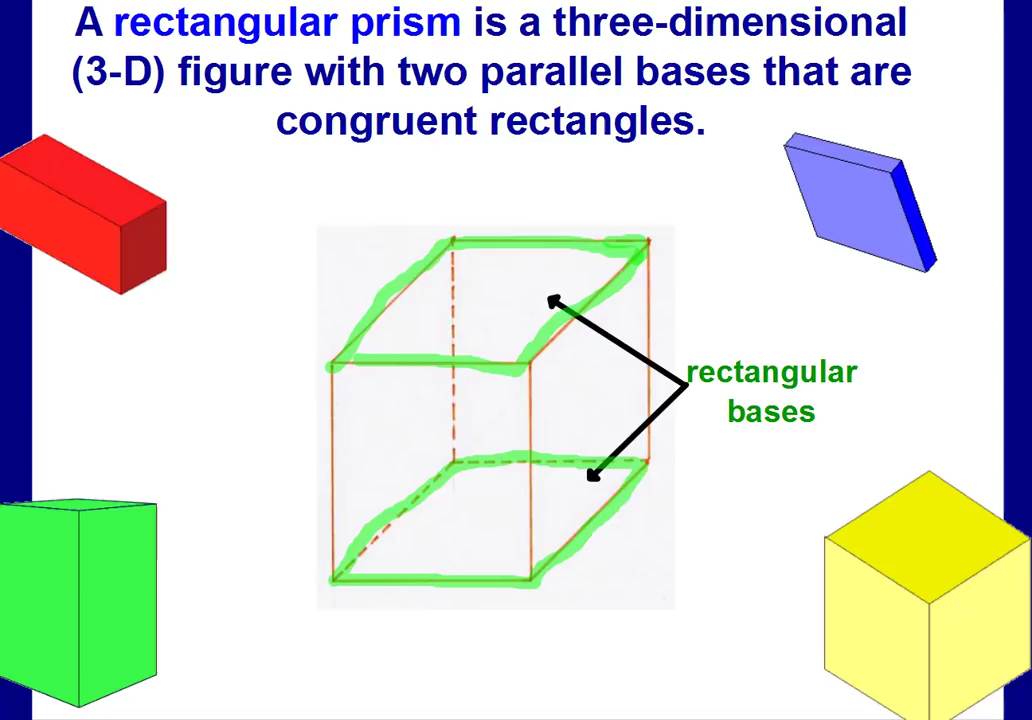 A rectangular prism is a three-dimensional
(3-D) figure with two parallel bases that are
congruent rectangles.
rectangular
bases